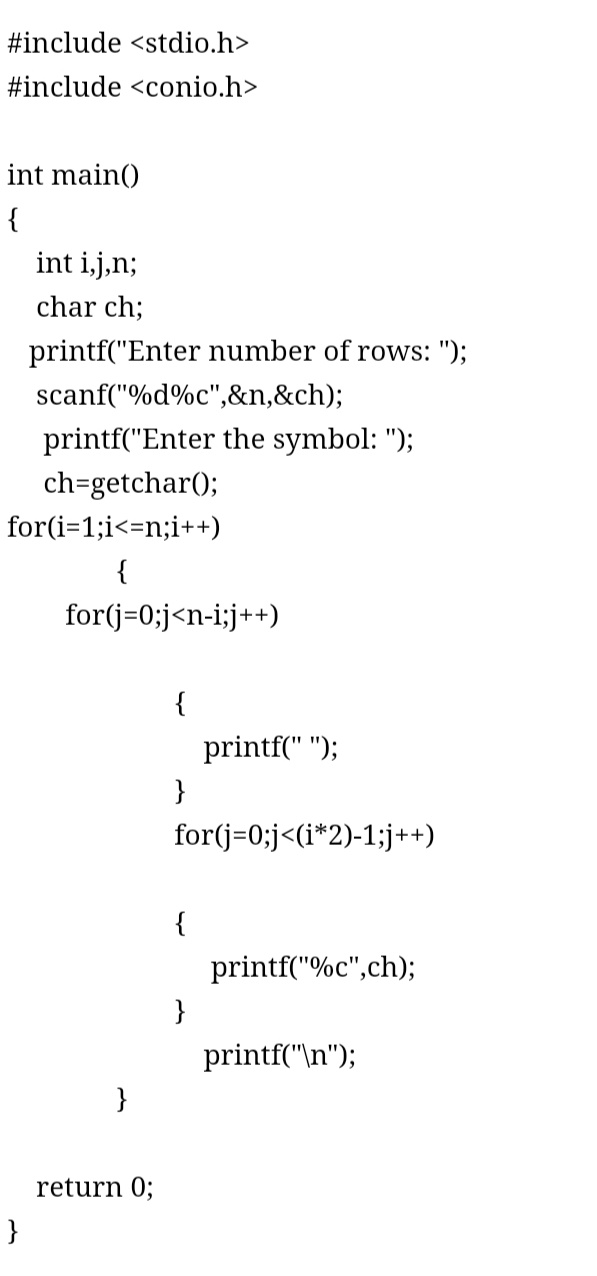 #include <stdio.h>
#include <conio.h>
int main()
{
int i,j,n;
char ch;
printf("Enter number of rows: ");
scanf("%d%c",&n,&ch);
printf("Enter the symbol: ");
ch=getchar();
for(i=1;i<=n;i++)
{
for(j=0;j<n-i;j++)
{
printf(" ");
}
for(j=0;j<(i*2)-1;j++)
{
printf("%c",ch);
}
printf("\n");
}
return 0;
}